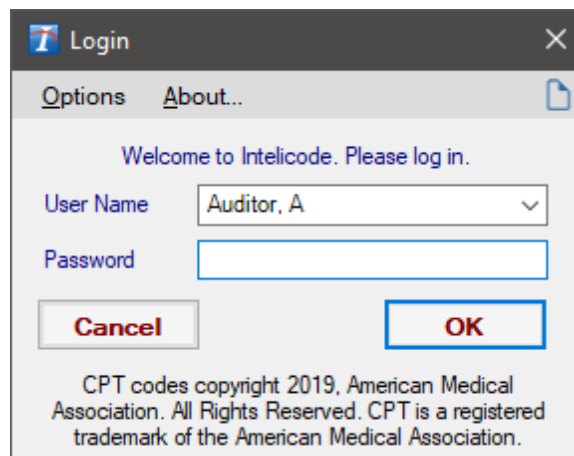 Login
Options About...
Welcome to Intelicode. Please log in.
User Name Auditor, A
Password
Cancel OK
CPT codes copyright 2019, American Medical
Association. All Rights Reserved. CPT is a registered
trademark of the American Medical Association.